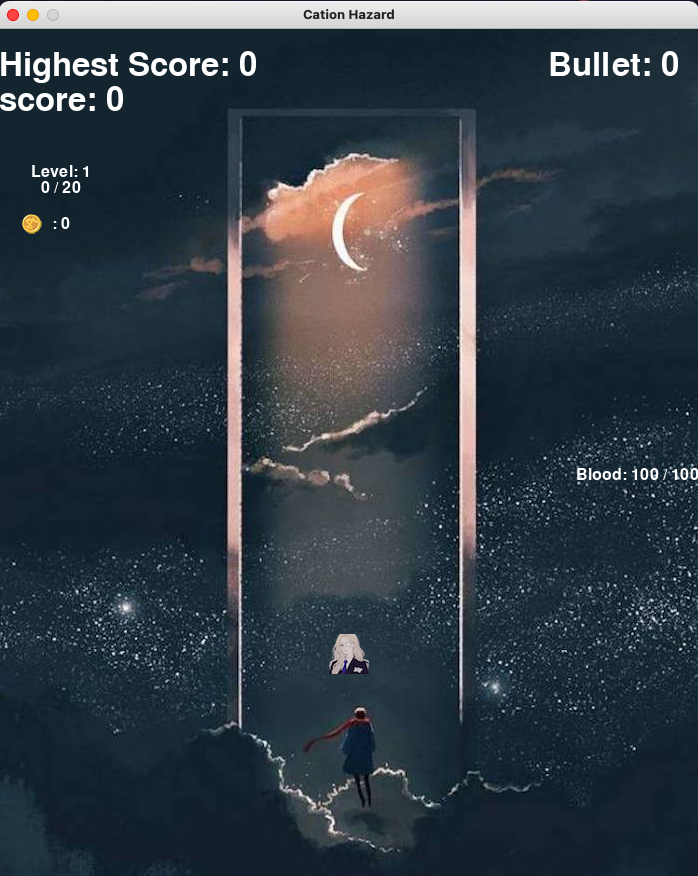 Cation Hazard
Highest Score: 0
Bullet: 0
score: 0
Level: 1
0 / 20
: 0
Blood: 100 / 100